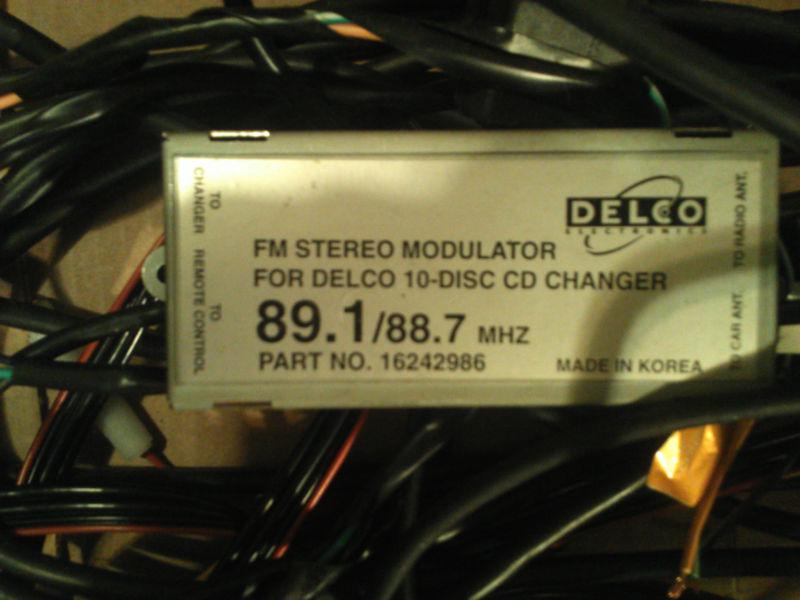 DELCO
ELECTRONICS
FM STEREO MODULATOR
FOR DELCO 10-DISC CD CHANGER
89.1/88.7 MHZ
PART NO. 16242986
MADE IN KOREA
TO
CHANGER
TO
REMOTE CONTROL
TO RADIO ANT.
TO CAR ANT.